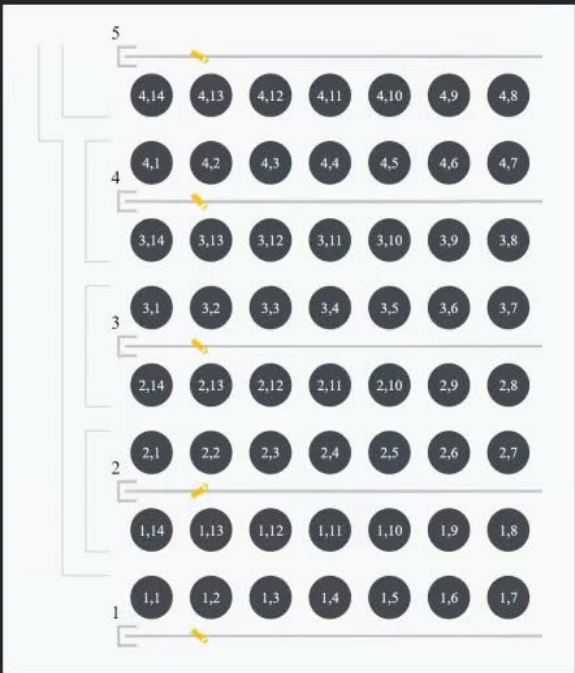 5
4,14 4,13 4,12 4,11 4,10 4,9 4,8
4,1 4,2 4,3 4,4 4,5 4,6 4,7
4
3,14 3,13 3,12 3,11 3,10 3,9 3,8
3,1 3,2 3,3 3,4 3,5 3,6 3,7
3
2,14 2,13 2,12 2,11 2,10 2,9 2,8
2,1 2,2 2,3 2,4 2,5 2,6 2,7
2
1,14 1,13 1,12 1,11 1,10 1,9 1,8
1,1 1,2 1,3 1,4 1,5 1,6 1,7
1